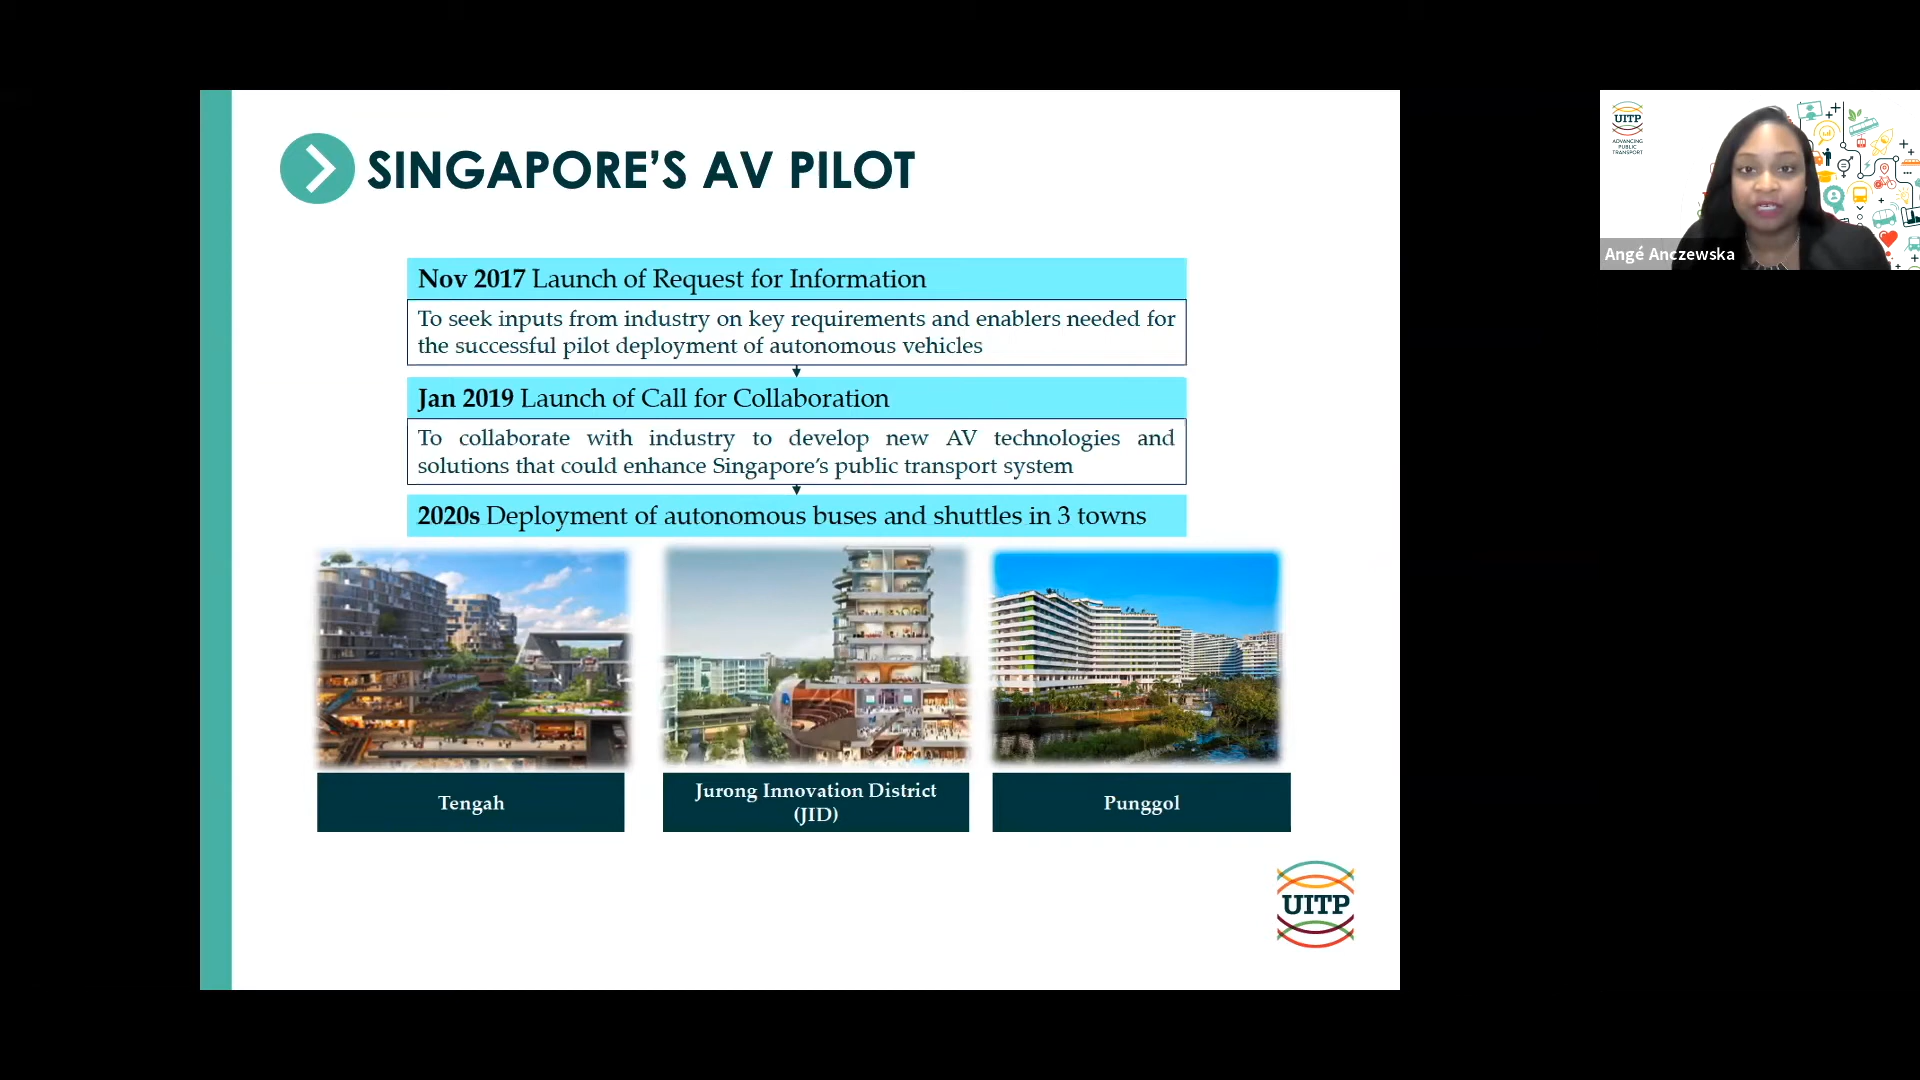 SINGAPORE’S AV PILOT
Nov 2017 Launch of Request for Information
To seek inputs from industry on key requirements and enablers needed for
the successful pilot deployment of autonomous vehicles
Jan 2019 Launch of Call for Collaboration
To collaborate with industry to develop new AV technologies and
solutions that could enhance Singapore’s public transport system
2020s Deployment of autonomous buses and shuttles in 3 towns
Tengah
Jurong Innovation District
(JID)
Punggol
UITP
UITP
ADVANCING
PUBLIC
TRANSPORT
Angé Anczewska